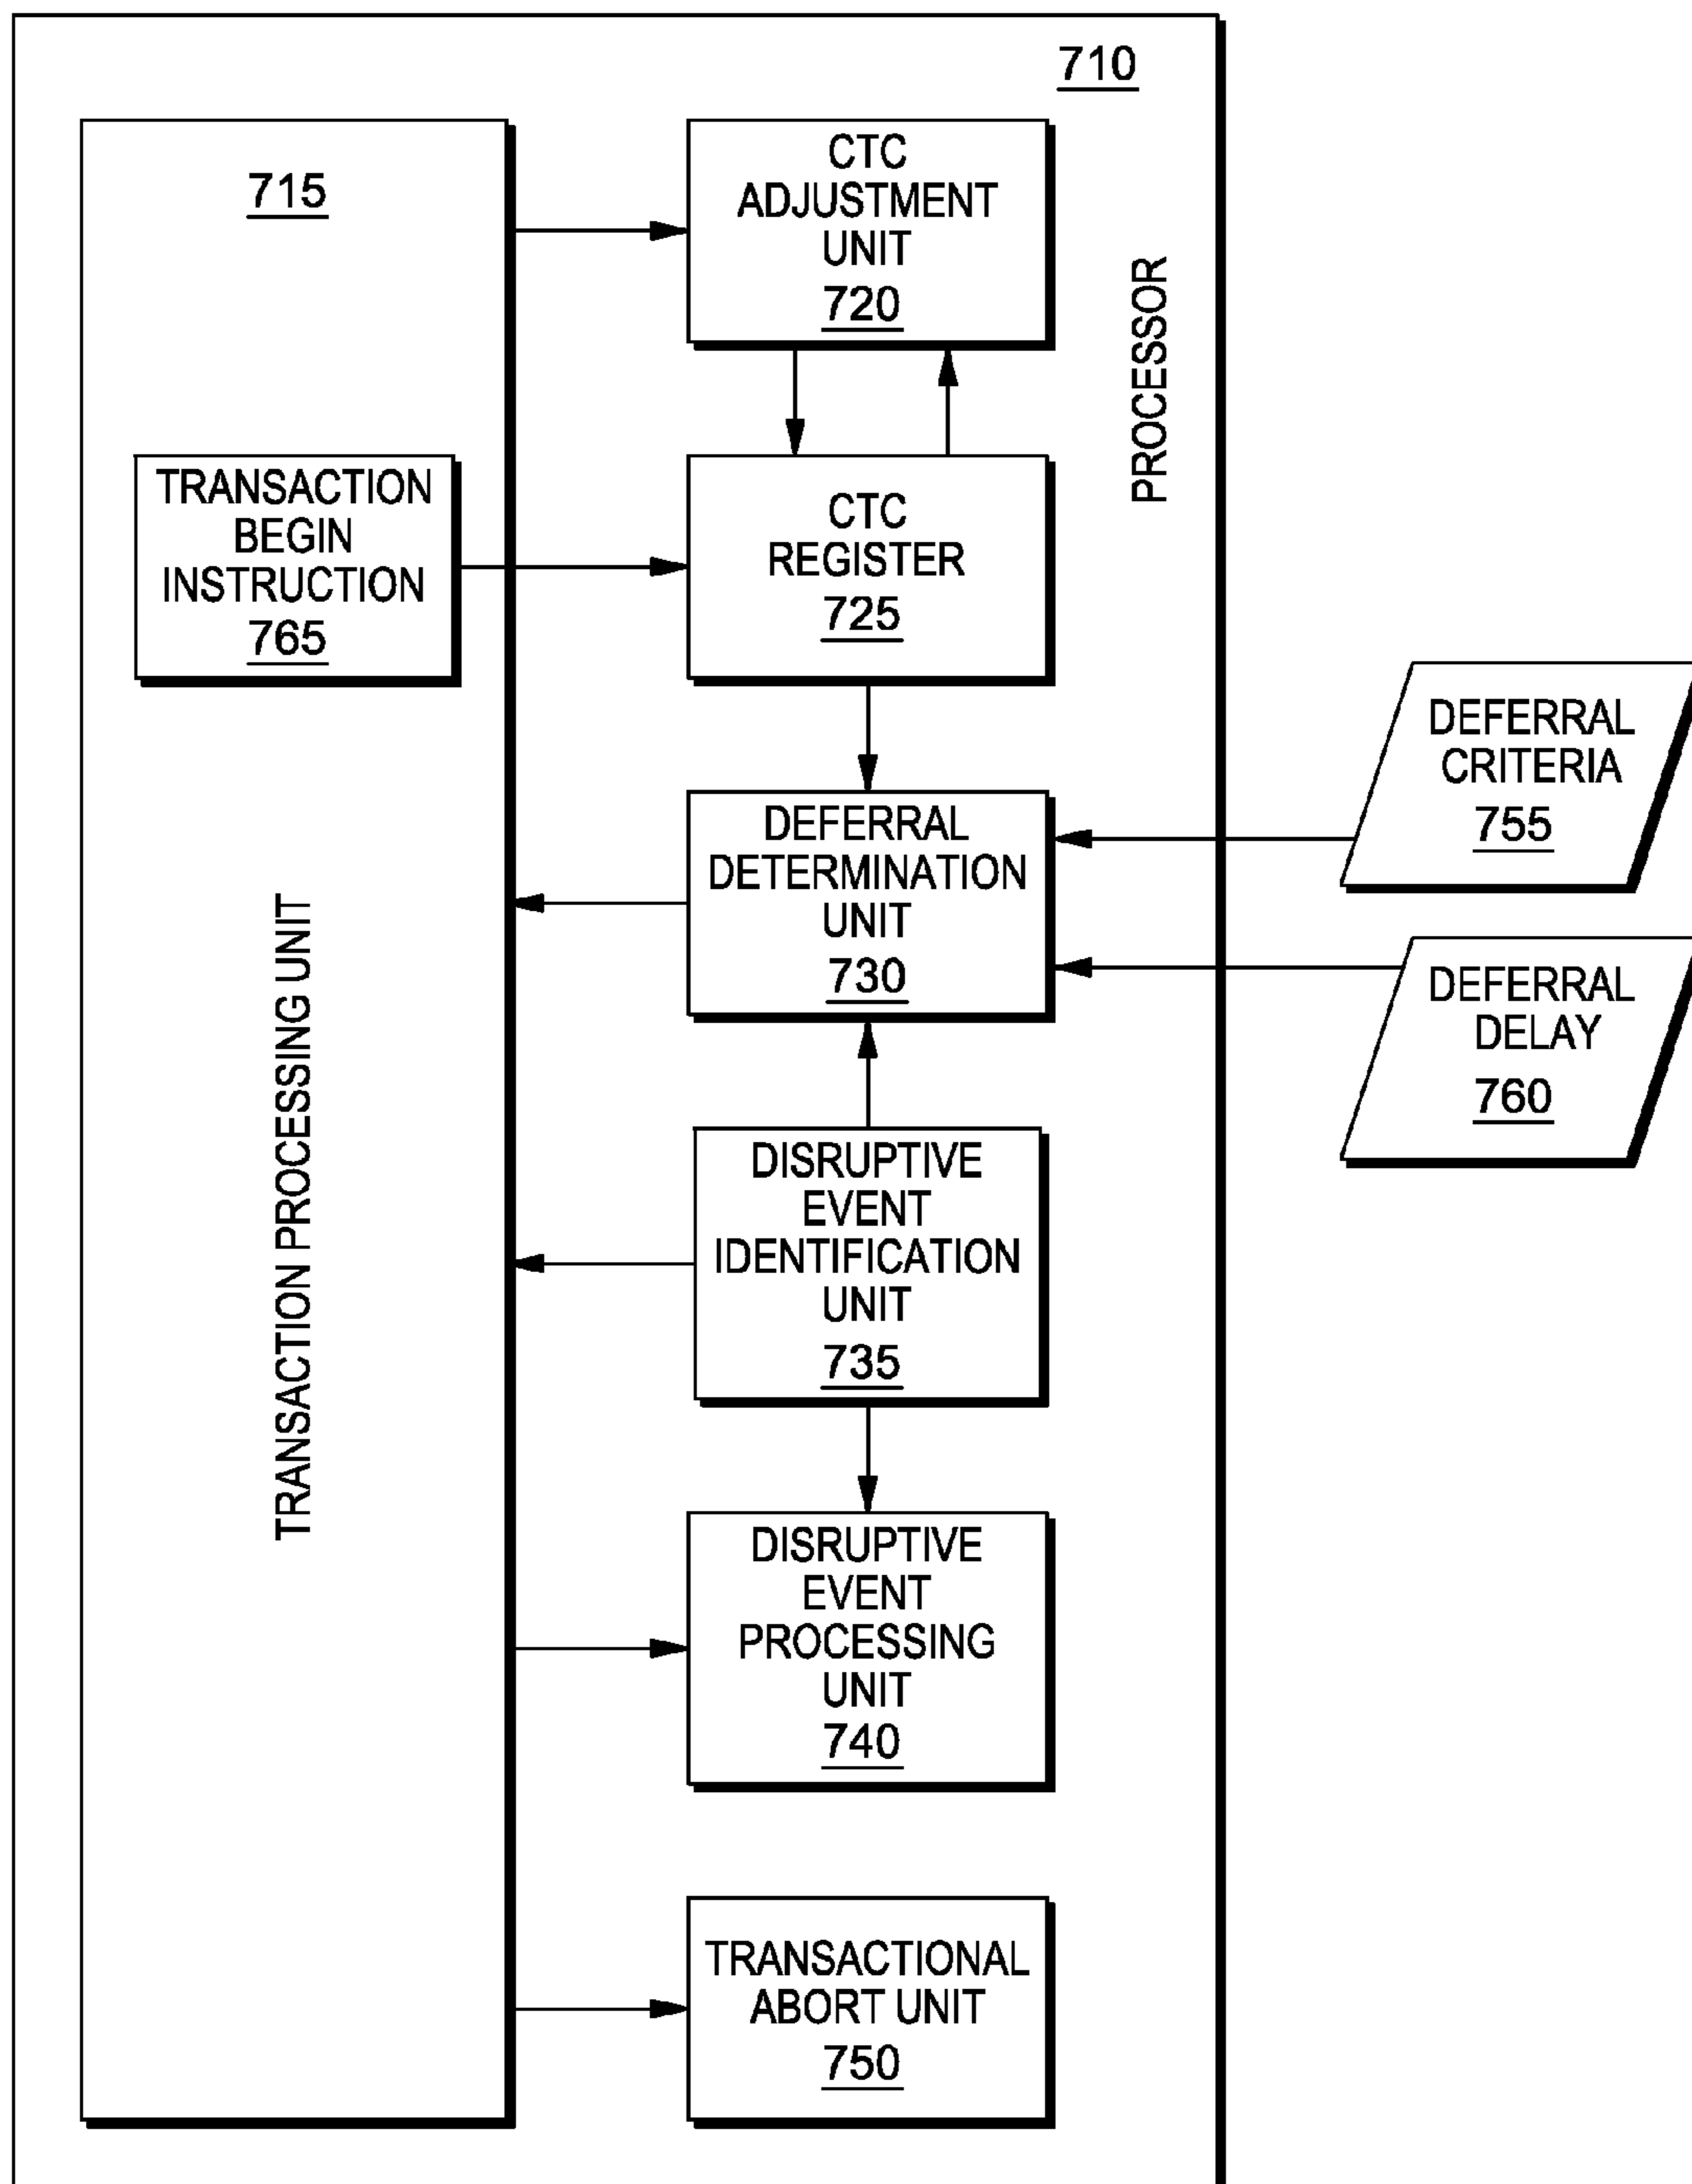 710
715
CTC
ADJUSTMENT
UNIT
720
PROCESSOR
TRANSACTION
BEGIN
INSTRUCTION
765
CTC
REGISTER
725
DEFERRAL
CRITERIA
755
DEFERRAL
DETERMINATION
UNIT
730
DEFERRAL
DELAY
760
TRANSACTION PROCESSING UNIT
DISRUPTIVE
EVENT
IDENTIFICATION
UNIT
735
DISRUPTIVE
EVENT
PROCESSING
UNIT
740
TRANSACTIONAL
ABORT UNIT
750